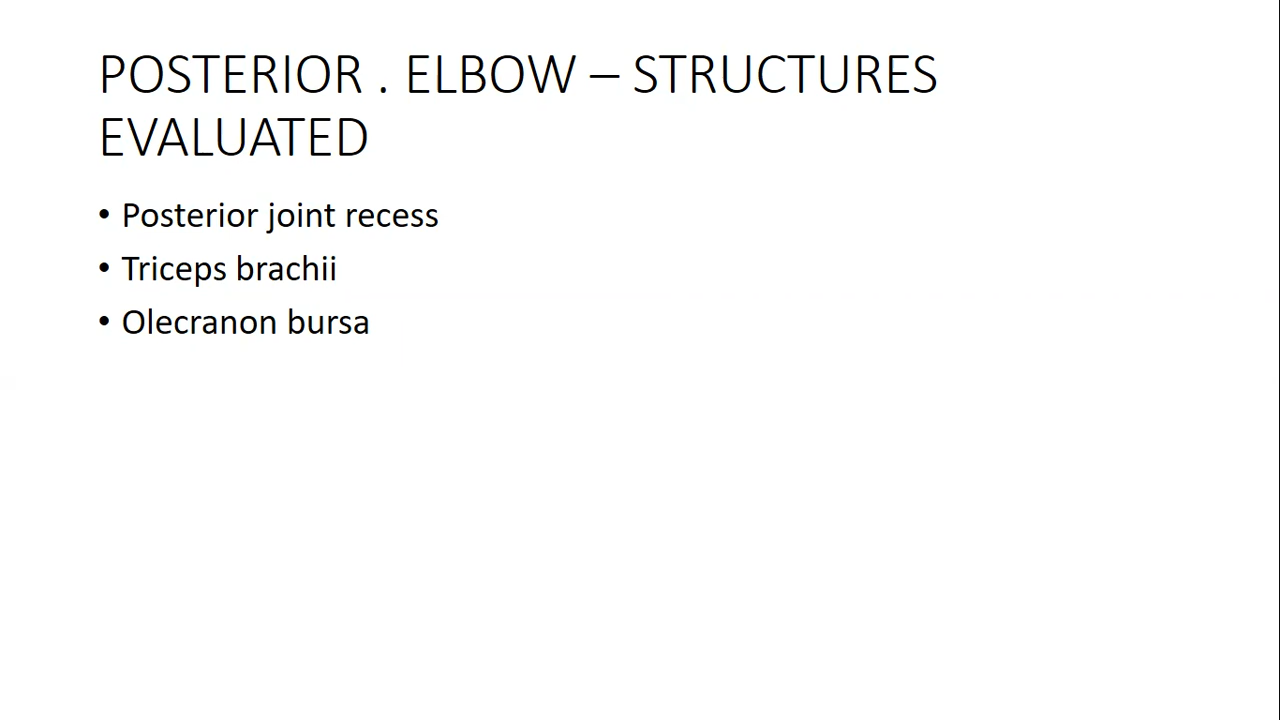 POSTERIOR . ELBOW – STRUCTURES
EVALUATED
• Posterior joint recess
• Triceps brachii
• Olecranon bursa